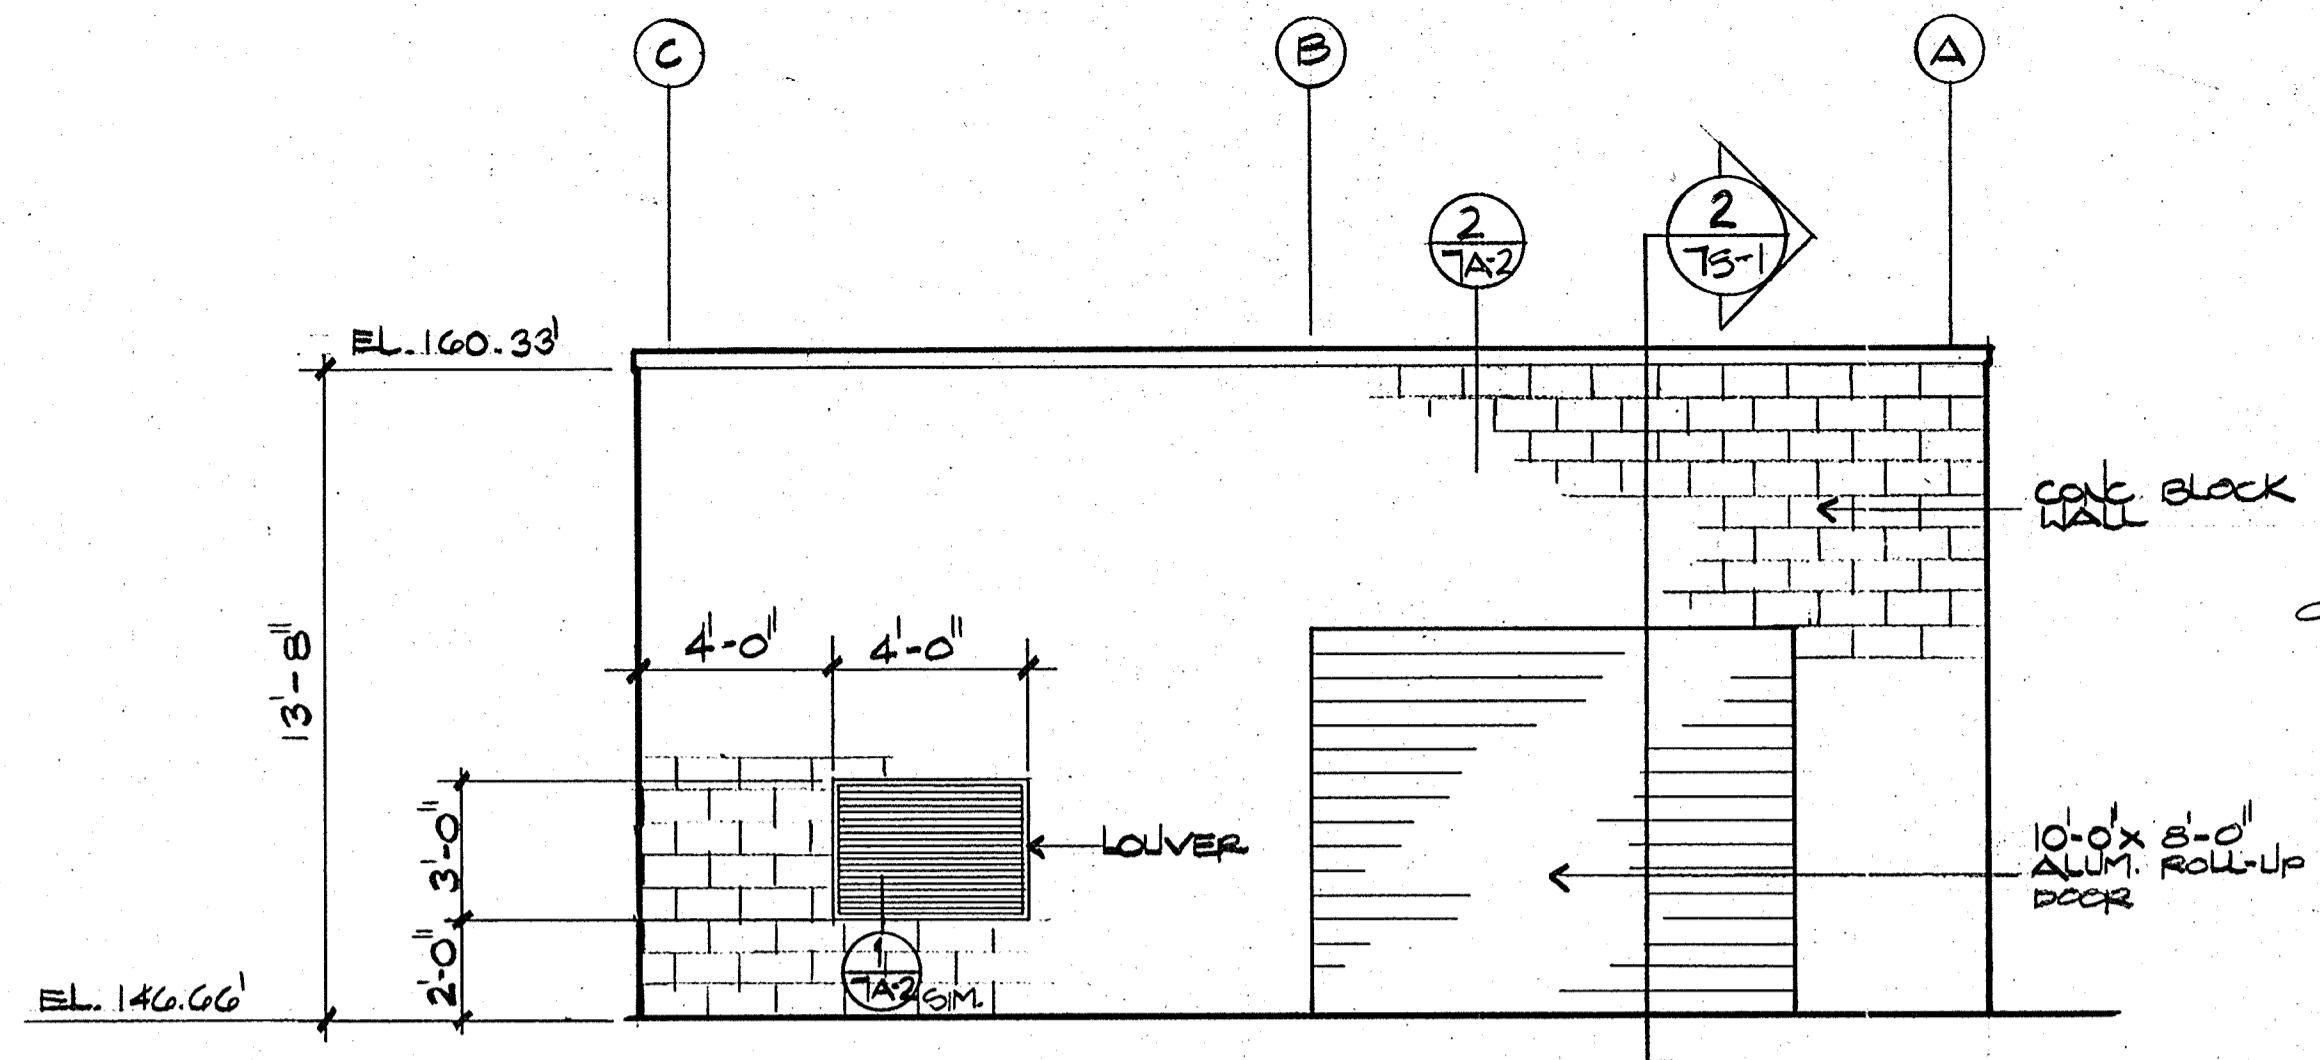 C
B
A
2
7A-2
2
7S-1
EL. 160.33'
CONC. BLOCK
WALL
13'-8"
4'-0"
4'-0"
3'-0"
LOUVER
10'-0" x 8'-0"
ALUM. ROLL-UP
DOOR
2'-0"
1
7A-2
SIM.
EL. 146.66'